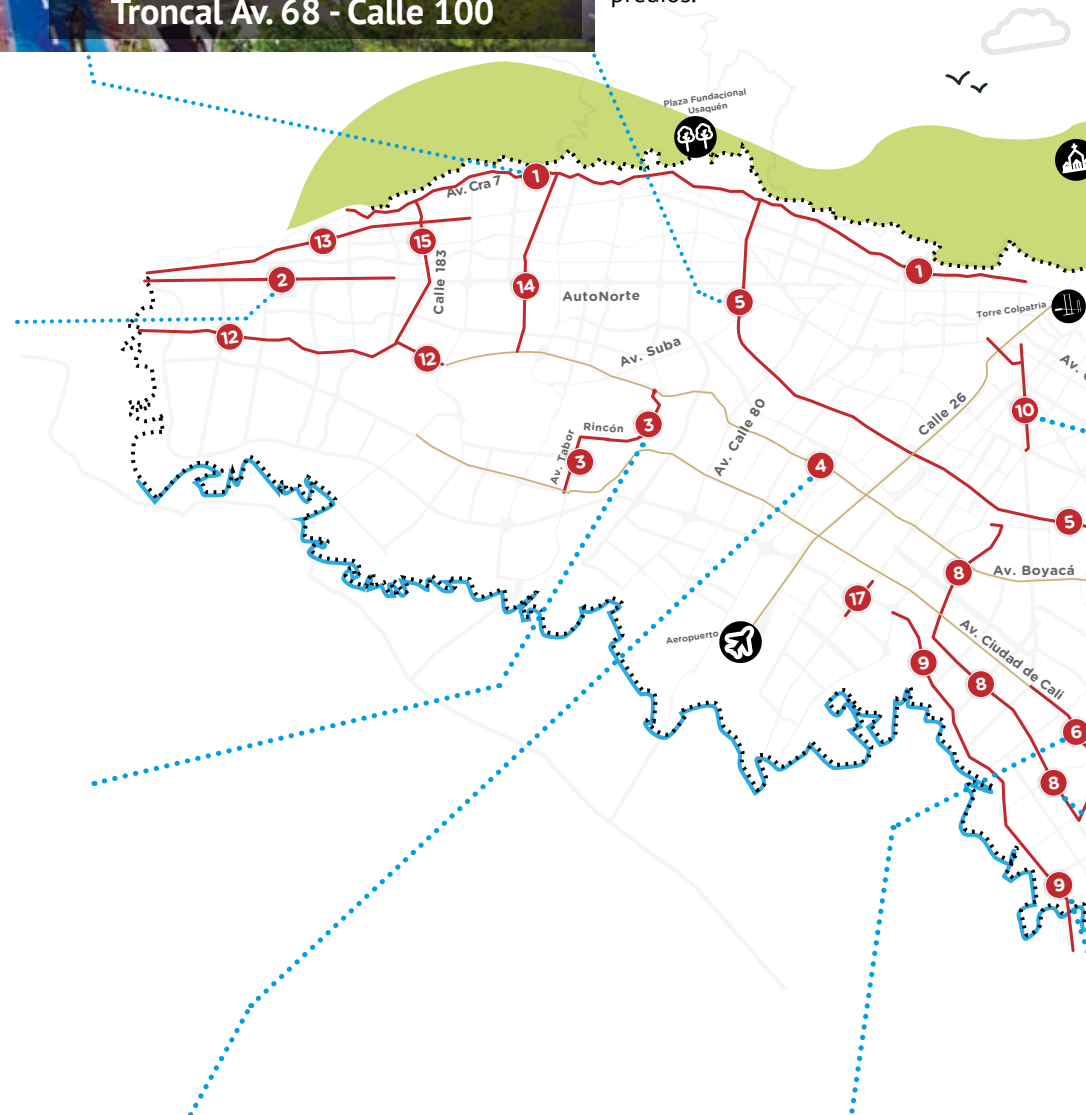 Troncal Av. 68 - Calle 100
predios.
Plaza Fundacional
Usaquén
Av. Cra 7
1
13
15
2
Calle 183
14
AutoNorte
5
1
Torre Colpatria
12
12
Av. Suba
3
Rincón
Av. Tabor
3
Av. Calle 80
4
Calle 26
10
5
8
Av. Boyacá
17
Aeropuerto
9
Av. Ciudad de Cali
8
6
8
9